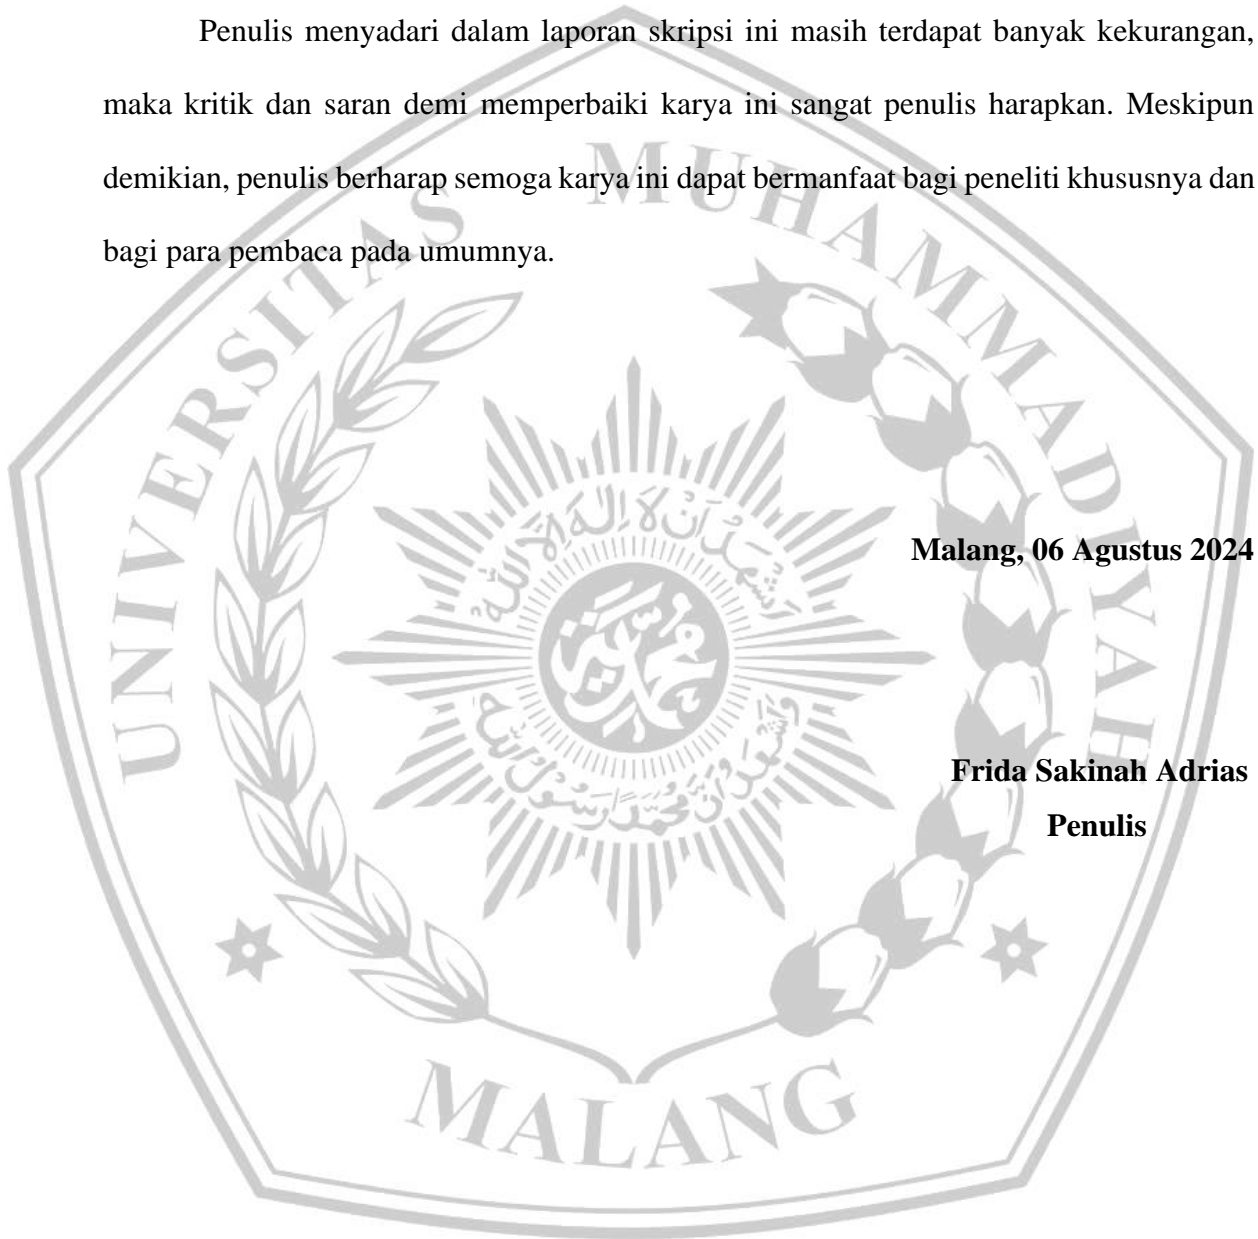 Penulis menyadari dalam laporan skripsi ini masih terdapat banyak kekurangan,
maka kritik dan saran demi memperbaiki karya ini sangat penulis harapkan. Meskipun
demikian, penulis berharap semoga karya ini dapat bermanfaat bagi peneliti khususnya dan
bagi para pembaca pada umumnya.
UNIVERSITAS MUHAMMADIYAH
Malang, 06 Agustus 2024
Frida Sakinah Adrias
Penulis
MALANG